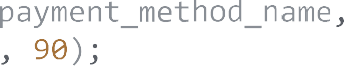 payment_method_name,
, 90);